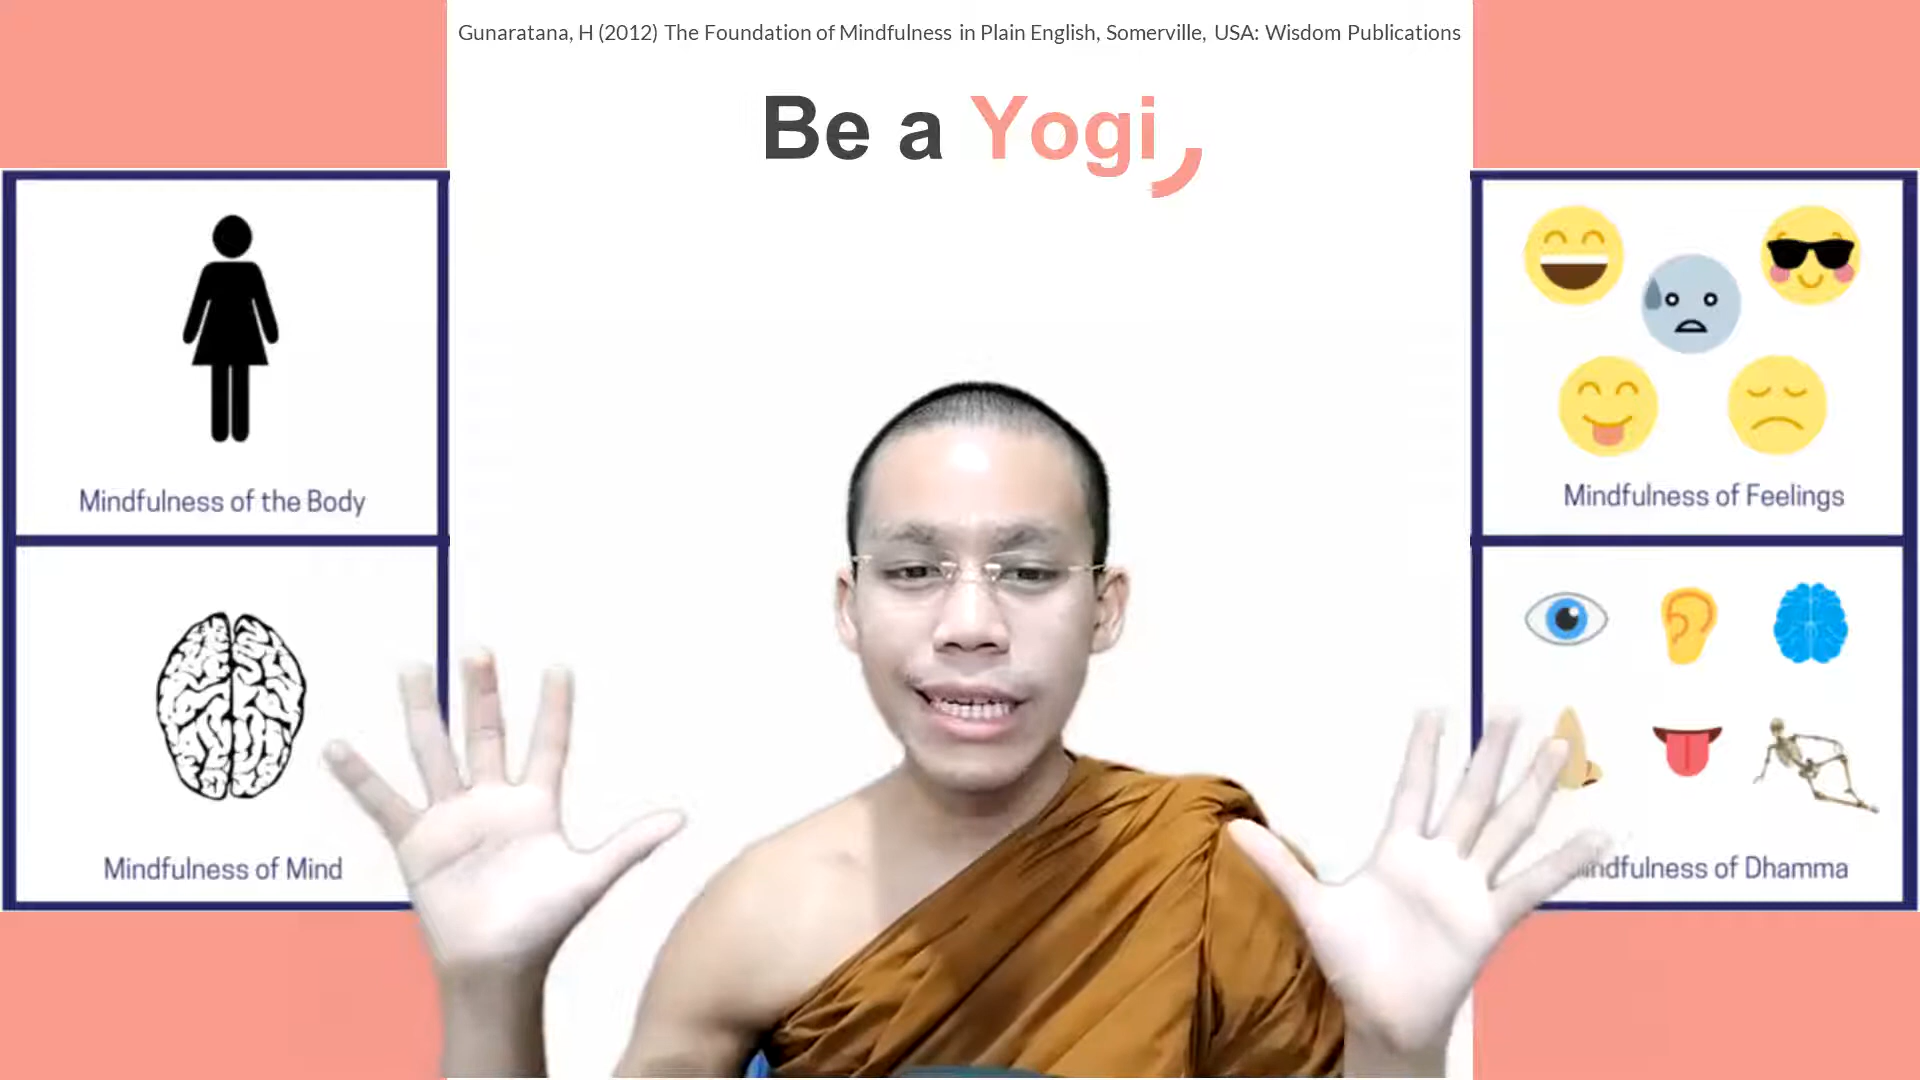 Gunaratana, H (2012) The Foundation of Mindfulness in Plain English, Somerville, USA: Wisdom Publications
Be a Yogi
Mindfulness of the Body
Mindfulness of Feelings
Mindfulness of Mind
Mindfulness of Dhamma